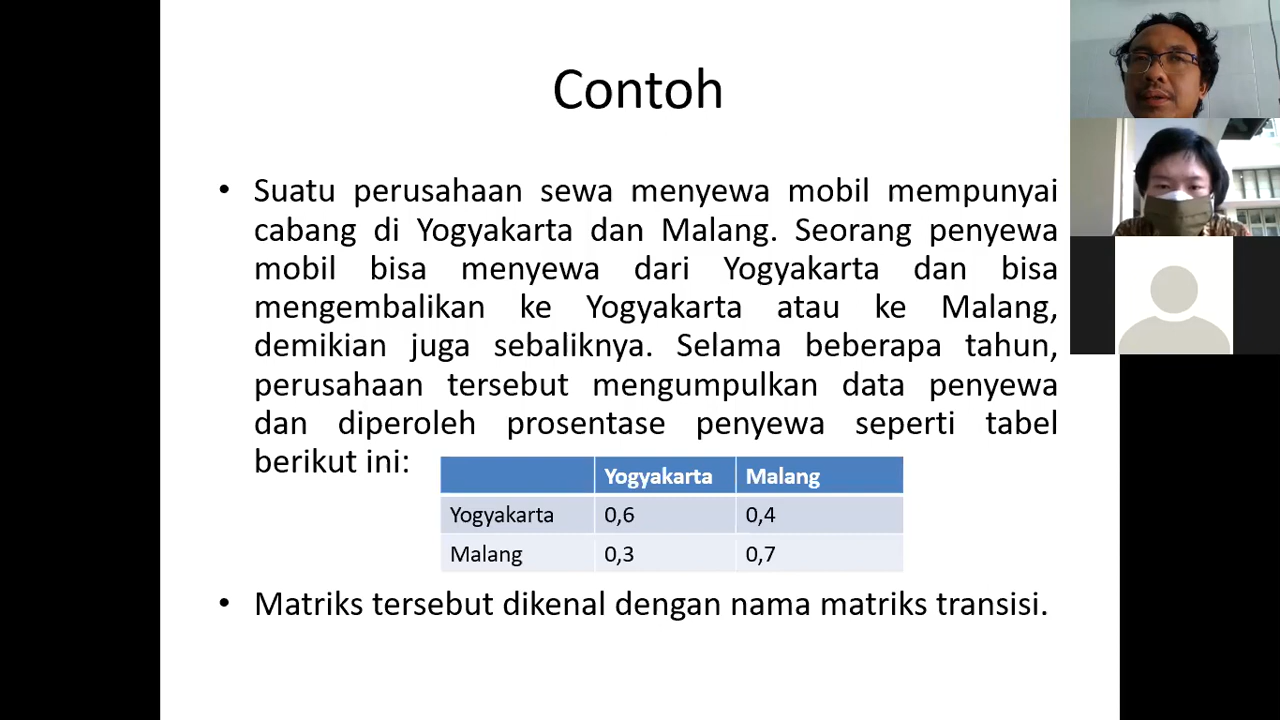 Contoh
• Suatu perusahaan sewa menyewa mobil mempunyai
cabang di Yogyakarta dan Malang. Seorang penyewa
mobil bisa menyewa dari Yogyakarta dan bisa
mengembalikan ke Yogyakarta atau ke Malang,
demikian juga sebaliknya. Selama beberapa tahun,
perusahaan tersebut mengumpulkan data penyewa
dan diperoleh prosentase penyewa seperti tabel
berikut ini:
Yogyakarta Malang
Yogyakarta 0,6 0,4
Malang 0,3 0,7
• Matriks tersebut dikenal dengan nama matriks transisi.